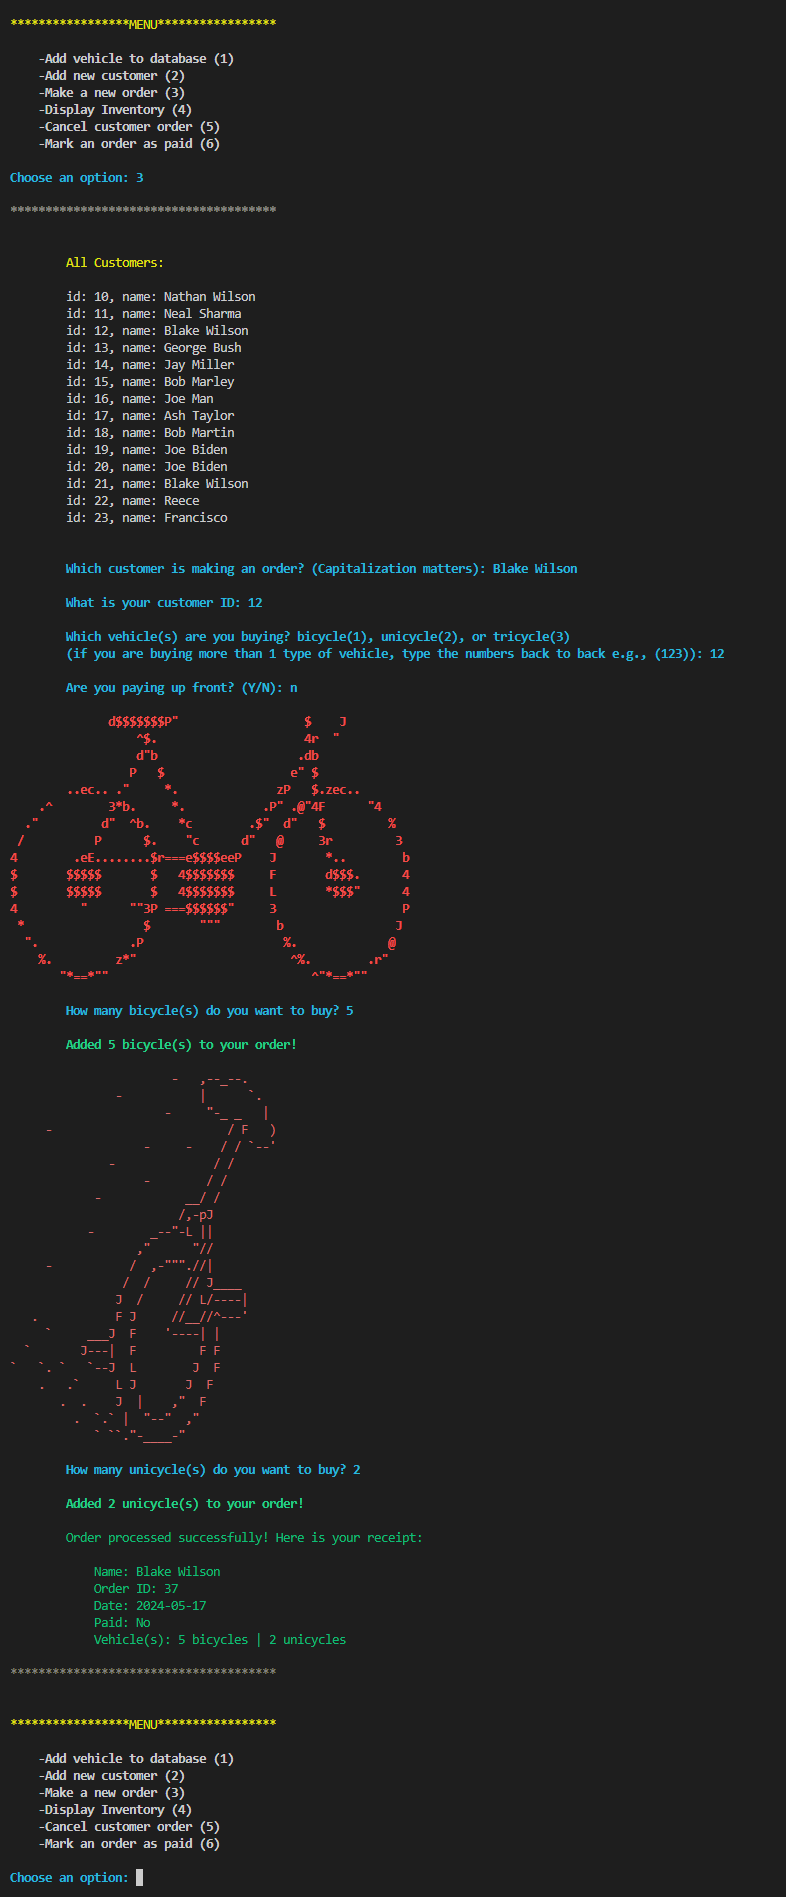 *****************MENU*****************
-Add vehicle to database (1)
-Add new customer (2)
-Make a new order (3)
-Display Inventory (4)
-Cancel customer order (5)
-Mark an order as paid (6)
Choose an option: 3
**************************************
All Customers:
id: 10, name: Nathan Wilson
id: 11, name: Neal Sharma
id: 12, name: Blake Wilson
id: 13, name: George Bush
id: 14, name: Jay Miller
id: 15, name: Bob Marley
id: 16, name: Joe Man
id: 17, name: Ash Taylor
id: 18, name: Bob Martin
id: 19, name: Joe Biden
id: 20, name: Joe Biden
id: 21, name: Blake Wilson
id: 22, name: Reece
id: 23, name: Francisco
Which customer is making an order? (Capitalization matters): Blake Wilson
What is your customer ID: 12
Which vehicle(s) are you buying? bicycle(1), unicycle(2), or tricycle(3)
(if you are buying more than 1 type of vehicle, type the numbers back to back e.g., (123)): 12
Are you paying up front? (Y/N): n
How many bicycle(s) do you want to buy? 5
Added 5 bicycle(s) to your order!
How many unicycle(s) do you want to buy? 2
Added 2 unicycle(s) to your order!
Order processed successfully! Here is your receipt:
Name: Blake Wilson
Order ID: 37
Date: 2024-05-17
Paid: No
Vehicle(s): 5 bicycles | 2 unicycles
**************************************
*****************MENU*****************
-Add vehicle to database (1)
-Add new customer (2)
-Make a new order (3)
-Display Inventory (4)
-Cancel customer order (5)
-Mark an order as paid (6)
Choose an option: